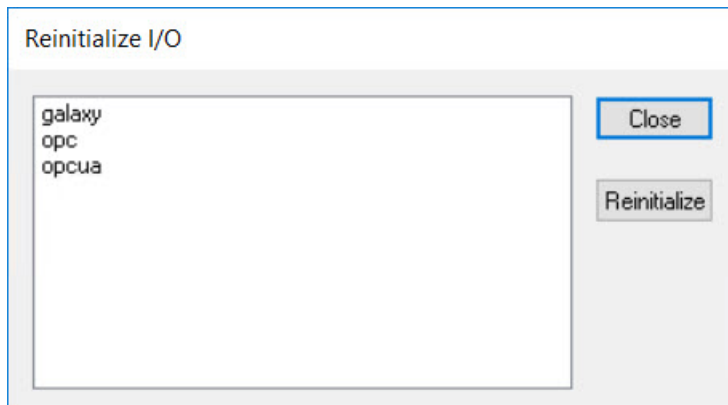 Reinitialize I/O
galaxy
opc
opcua
Close
Reinitialize